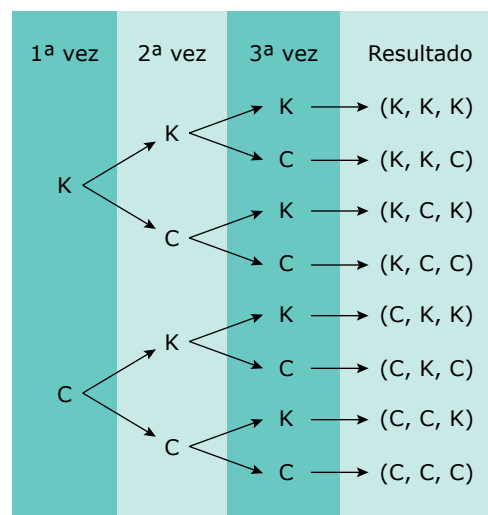 1ª vez 2ª vez 3ª vez Resultado
K (K, K, K)
K
C (K, K, C)
K
K (K, C, K)
C
C (K, C, C)
K (C, K, K)
K
C (C, K, C)
C
K (C, C, K)
C
C (C, C, C)